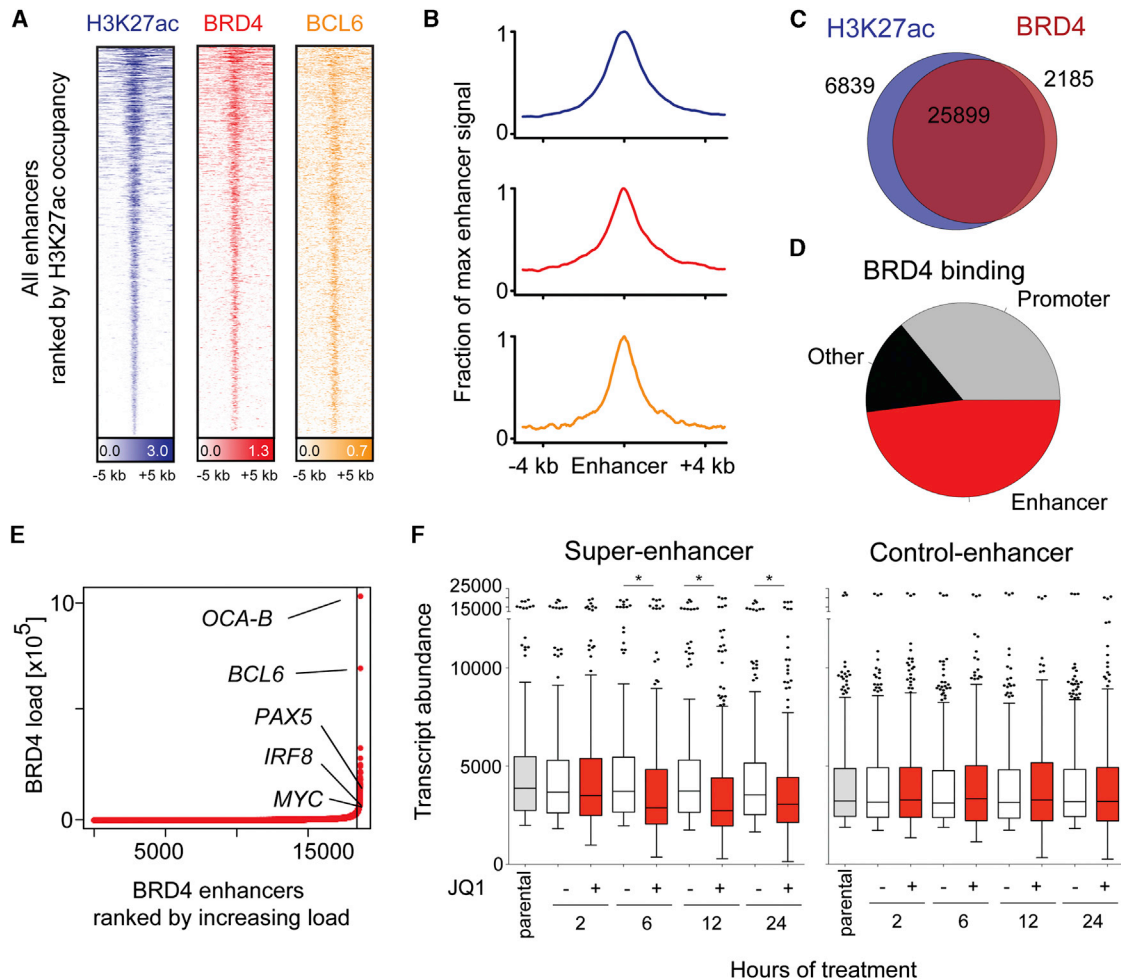 A
H3K27ac BRD4 BCL6
All enhancers
ranked by H3K27ac occupancy
0.0 3.0 0.0 1.3 0.0 0.7
-5 kb +5 kb -5 kb +5 kb -5 kb +5 kb
B
Fraction of max enhancer signal
1
0
1
0
1
0
-4 kb Enhancer +4 kb
C
H3K27ac BRD4
6839 25899 2185
D
BRD4 binding
Promoter
Other
Enhancer
E
BRD4 load [x10⁵]
10
0
OCA-B
BCL6
PAX5
IRF8
MYC
5000 15000
BRD4 enhancers
ranked by increasing load
F
Super-enhancer Control-enhancer
Transcript abundance
25000
15000
10000
5000
0
* * *
JQ1
parental - + - + - + - + parental - + - + - + - +
2 6 12 24 2 6 12 24
Hours of treatment